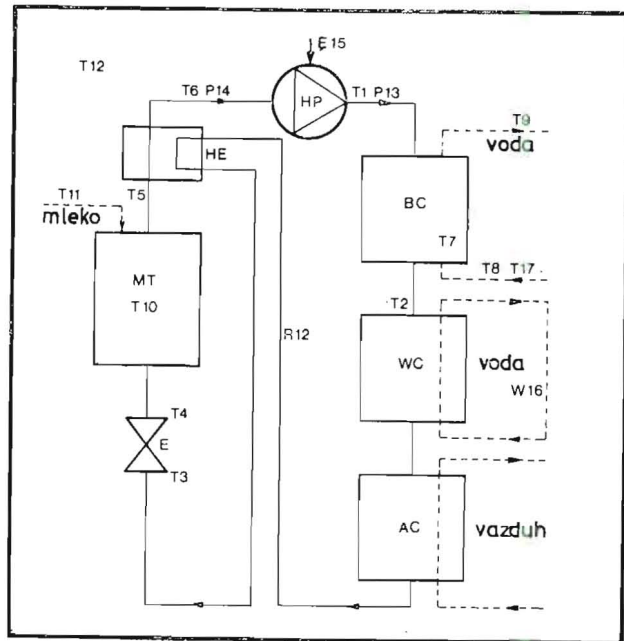 E15
T12
T6 P14
HP
T1 P13
T9
voda
HE
T5
T11
mleko
BC
T7
T8 T17
MT
T10
T2
R12
WC
voda
W16
T4
E
T3
AC
vazduh